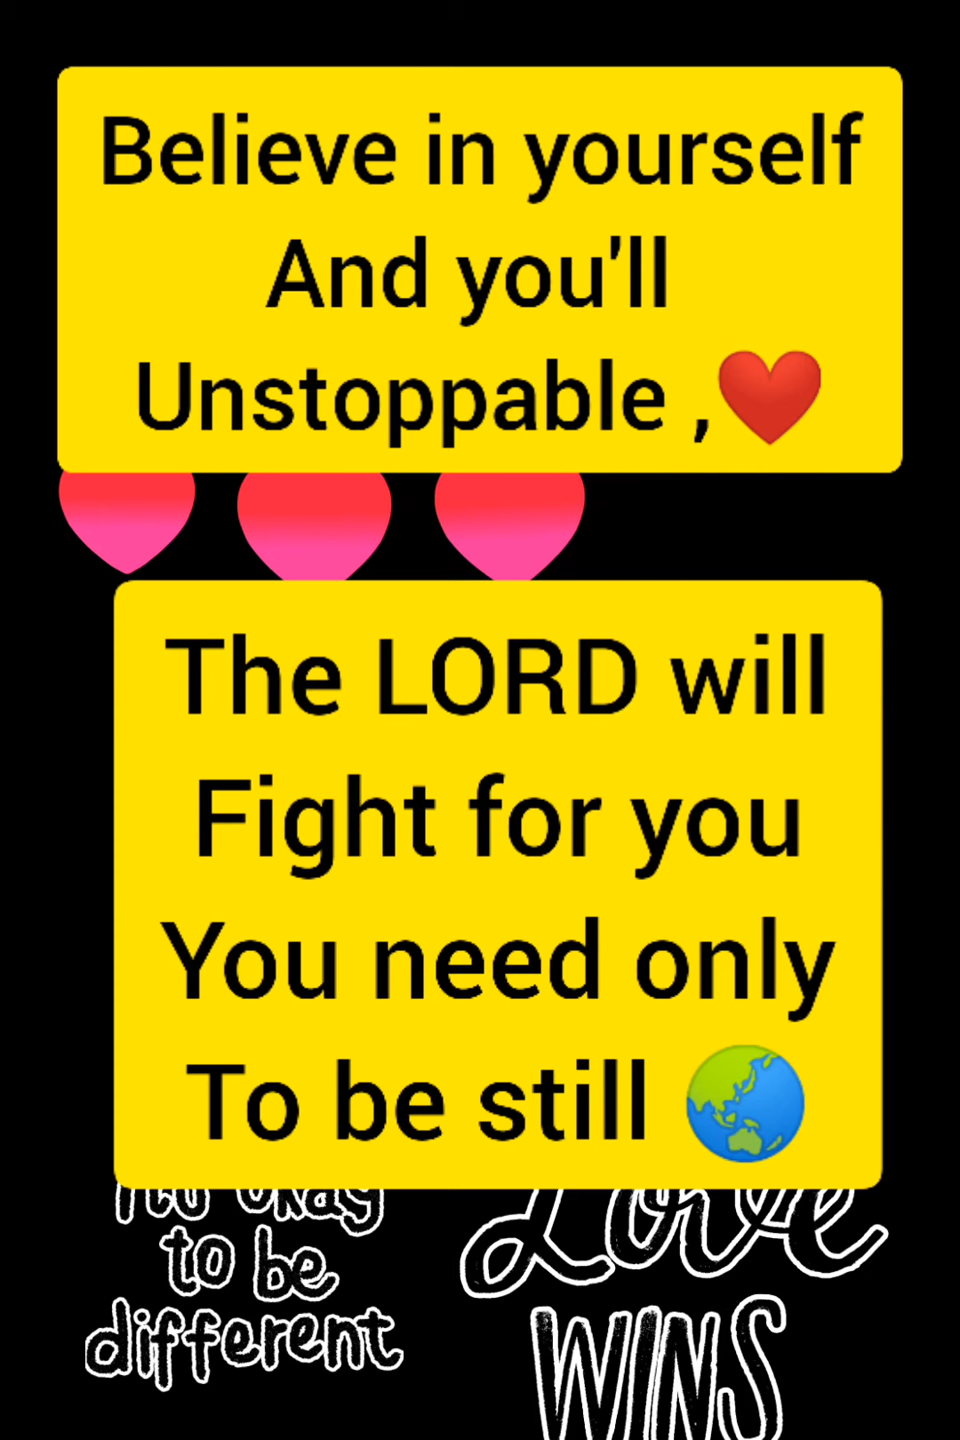 Believe in yourself
And you'll
Unstoppable ,❤️
The LORD will
Fight for you
You need only
To be still 🌏
okay
to be
different
Love
WINS